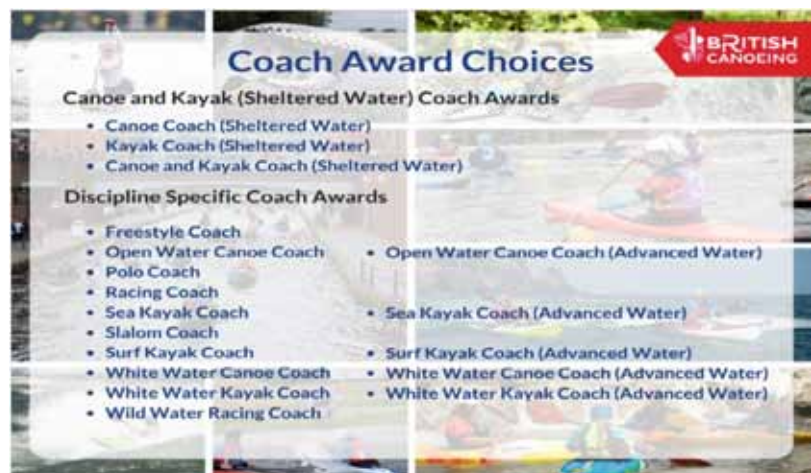 Coach Award Choices
BRITISH
CANOEING
Canoe and Kayak (Sheltered Water) Coach Awards
• Canoe Coach (Sheltered Water)
• Kayak Coach (Sheltered Water)
• Canoe and Kayak Coach (Sheltered Water)
Discipline Specific Coach Awards
• Freestyle Coach
• Open Water Canoe Coach • Open Water Canoe Coach (Advanced Water)
• Polo Coach
• Racing Coach
• Sea Kayak Coach • Sea Kayak Coach (Advanced Water)
• Slalom Coach
• Surf Kayak Coach • Surf Kayak Coach (Advanced Water)
• White Water Canoe Coach • White Water Canoe Coach (Advanced Water)
• White Water Kayak Coach • White Water Kayak Coach (Advanced Water)
• Wild Water Racing Coach